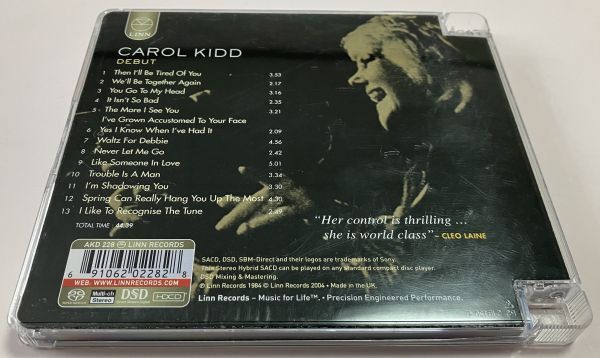 LINN
CAROL KIDD
DEBUT
1 Then I'll Be Tired Of You 3.53
2 We'll Be Together Again 2.17
3 You Go To My Head 3.16
4 It Isn't So Bad 2.35
5 The More I See You 3.21
I've Grown Accustomed To Your Face
6 Yes I Know When I've Had It 2.09
7 Waltz For Debbie 4.56
8 Never Let Me Go 2.42
9 Like Someone In Love 5.01
10 Trouble Is A Man 3.34
11 I'm Shadowing You 4.30
12 Spring Can Really Hang You Up The Most 4.30
13 I Like To Recognise The Tune 2.49
TOTAL TIME : 44.39
"Her control is thrilling ...
she is world class" – CLEO LAINE
AKD 228 LINN RECORDS
6 91062 02282 8
WEB: WWW.LINNRECORDS.COM
Multi-ch
Stereo
DSD
HDCD
SACD, DSD, SBM-Direct and their logos are trademarks of Sony.
This Stereo Hybrid SACD can be played on any standard compact disc player.
DSD Mixing & Mastering.
℗ Linn Records 1984 © Linn Records 2004 • Made in the UK.
Linn Records – Music for Life™. • Precision Engineered Performance.